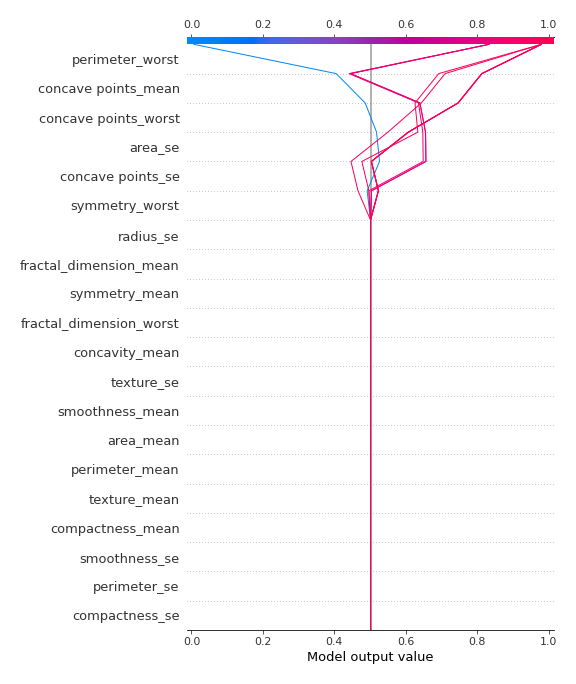 0.0 0.2 0.4 0.6 0.8 1.0
perimeter_worst
concave points_mean
concave points_worst
area_se
concave points_se
symmetry_worst
radius_se
fractal_dimension_mean
symmetry_mean
fractal_dimension_worst
concavity_mean
texture_se
smoothness_mean
area_mean
perimeter_mean
texture_mean
compactness_mean
smoothness_se
perimeter_se
compactness_se
0.0 0.2 0.4 0.6 0.8 1.0
Model output value